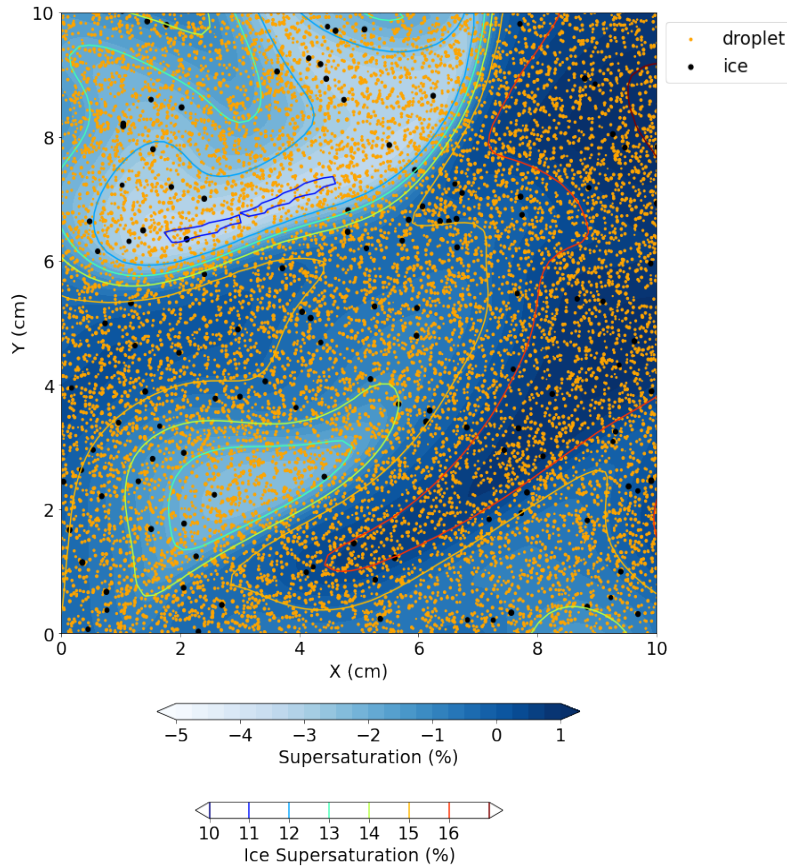 10
droplet
ice
8
6
Y (cm)
4
2
0
0 2 4 6 8 10
X (cm)
−5 −4 −3 −2 −1 0 1
Supersaturation (%)
10 11 12 13 14 15 16
Ice Supersaturation (%)